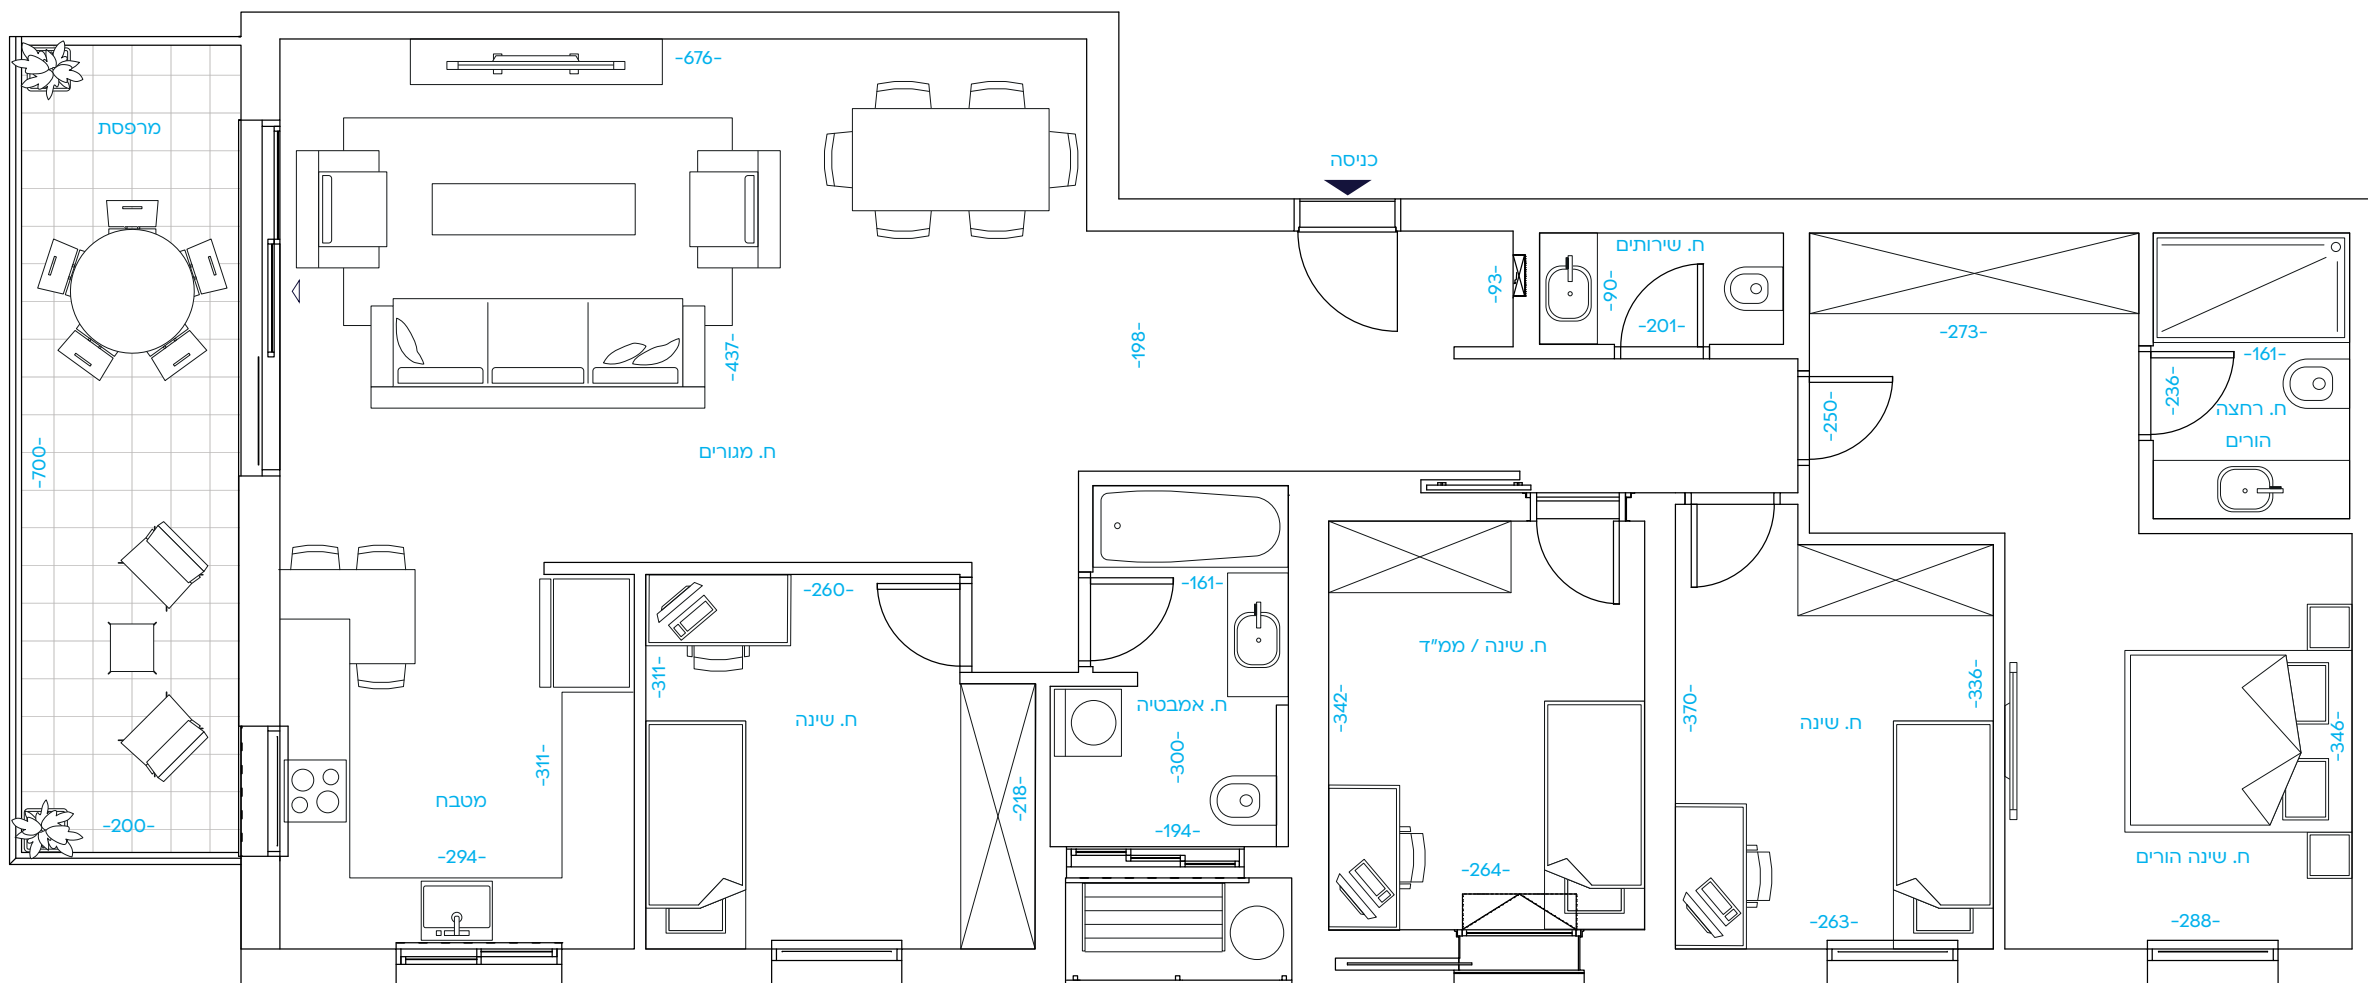 -676-
מרפסת
כניסה
ח. שירותים
-93-
-90-
-201-
-198-
-273-
-437-
-161-
-236-
ח. רחצה
הורים
-250-
ח. מגורים
-700-
-260-
-161-
-311-
ח. שינה / ממ"ד
-342-
-370-
-336-
ח. שינה
ח. אמבטיה
ח. שינה
-346-
-311-
-300-
-218-
מטבח
-200-
-194-
-294-
ח. שינה הורים
-264-
-263-
-288-